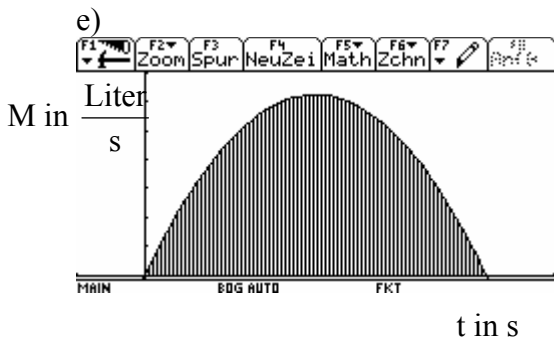 e)
F1 F2 Zoom F3 Spur F4 NeuZei F5 Math F6 Zchn F7
M in Liter
s
MAIN BOG AUTO FKT
t in s